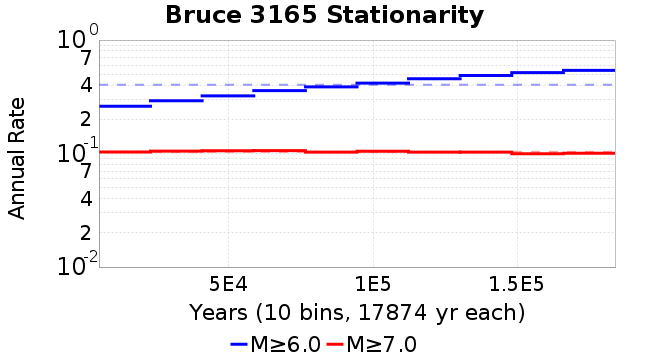 Bruce 3165 Stationarity
10^0
7
4
2
10^-1
7
4
2
10^-2
Annual Rate
5E4 1E5 1.5E5
Years (10 bins, 17874 yr each)
M≥6.0 M≥7.0